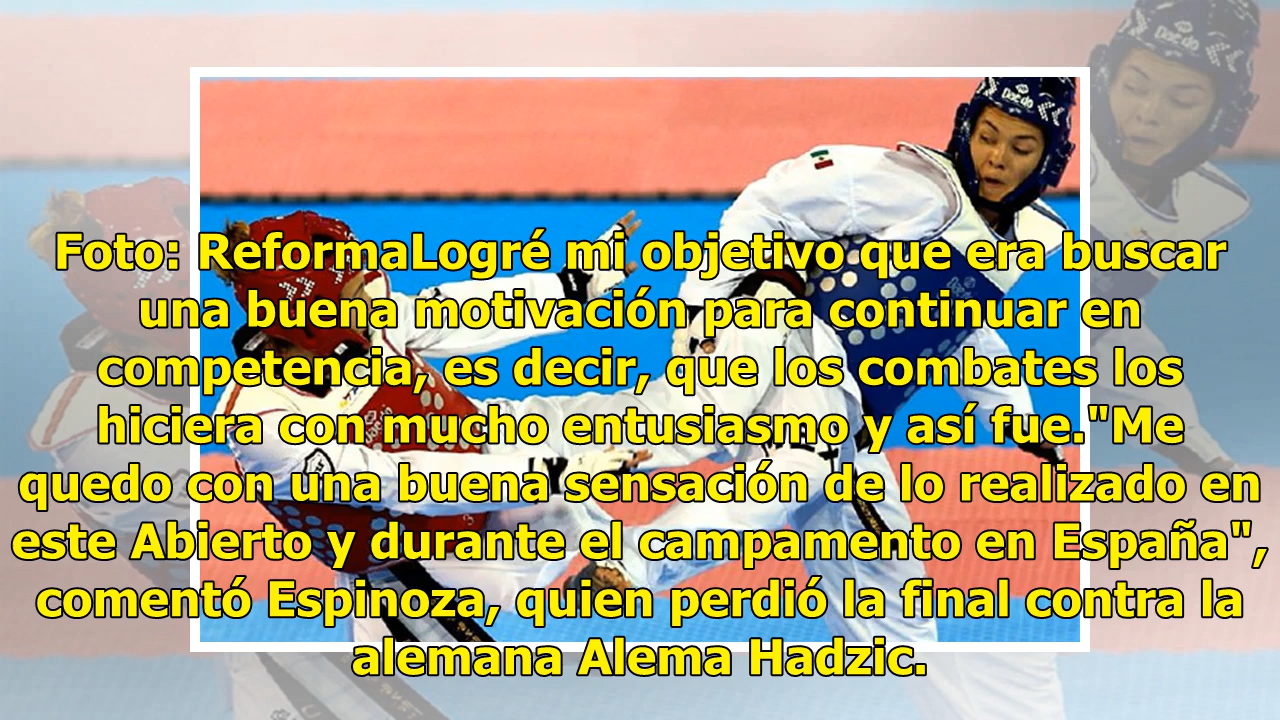 Daedo
Daedo
Foto: ReformaLogré mi objetivo que era buscar
una buena motivación para continuar en
competencia, es decir, que los combates los
hiciera con mucho entusiasmo y así fue."Me
quedo con una buena sensación de lo realizado en
este Abierto y durante el campamento en España",
comentó Espinoza, quien perdió la final contra la
alemana Alema Hadzic.